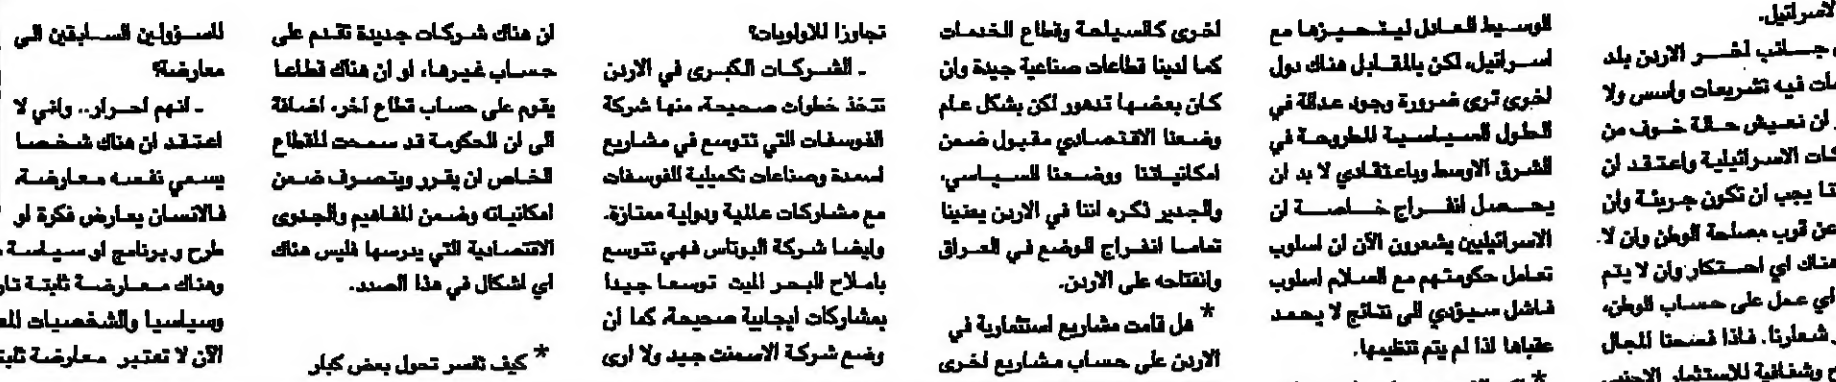 الاسرائيل.
جانب آخر الاردن بلد
فيه تشريعات واسس ولا
ان نعيش حالة خوف من
الاسرائيلية واعتقد ان
يجب ان تكون جريئة وان
عن قرب مصلحة الوطن وان لا
هناك اي احتكار وان لا يتم
اي عمل على حساب الوطن،
شعارنا. فاذا فسحنا المجال
وشفافية للاستثمار
الوسيط العادل لتحيزها مع
اسرائيل، لكن بالمقابل هناك دول
اخرى ترى ضرورة وجود عدالة في
الحلول السياسية المطروحة في
الشرق الاوسط وباعتقادي لا بد ان
يحصل انفراج خاصة ان
الاسرائيليين يشعرون الآن ان اسلوب
تعامل حكومتهم مع السلام اسلوب
فاشل سيؤدي الى نتائج لا يحمد
عقباها اذا لم يتم تنظيمها.
اخرى كالسياحة وقطاع الخدمات
كما لدينا قطاعات صناعية جيدة وان
كان بعضها تدهور لكن بشكل عام
وضعنا الاقتصادي مقبول ضمن
امكانياتنا ووضعنا السياسي،
والجدير ذكره اننا في الاردن يعنينا
تماما انفراج الوضع في العراق
وانفتاحه على الاردن.
* هل قامت مشاريع استثمارية في
الاردن على حساب مشاريع اخرى
تجاوزا للاولويات؟
ـ الشركات الكبرى في الاردن
تتخذ خطوات صحيحة، منها شركة
الفوسفات التي تتوسع في مشاريع
اسمدة وصناعات تكميلية للفوسفات
مع مشاركات عالمية ودولية ممتازة.
وايضا شركة البوتاس فهي تتوسع
باملاح البحر الميت توسعا جيدا
بمشاركات ايجابية صحيحة، كما ان
وضع شركة الاسمنت جيد ولا ارى
ان هناك شركات جديدة تقدم على
حساب غيرها، او ان هناك قطاعا
يقوم على حساب قطاع آخر، اضافة
الى ان الحكومة قد سمحت للقطاع
الخاص ان يقرر ويتصرف ضمن
امكانياته وضمن المفاهيم والجدوى
الاقتصادية التي يدرسها فليس هناك
اي اشكال في هذا الصدد.
* كيف تفسر تحول بعض كبار
المسؤولين السابقين الى
معارضة؟
ـ انهم احرار.. واني لا
اعتقد ان هناك شخصا
يسمي نفسه معارضة،
فالانسان يعارض فكرة او
طرح و برنامج او سياسة
وهناك معارضة ثابتة
وسياسيا والشخصيات
الآن لا تعتبر معارضة